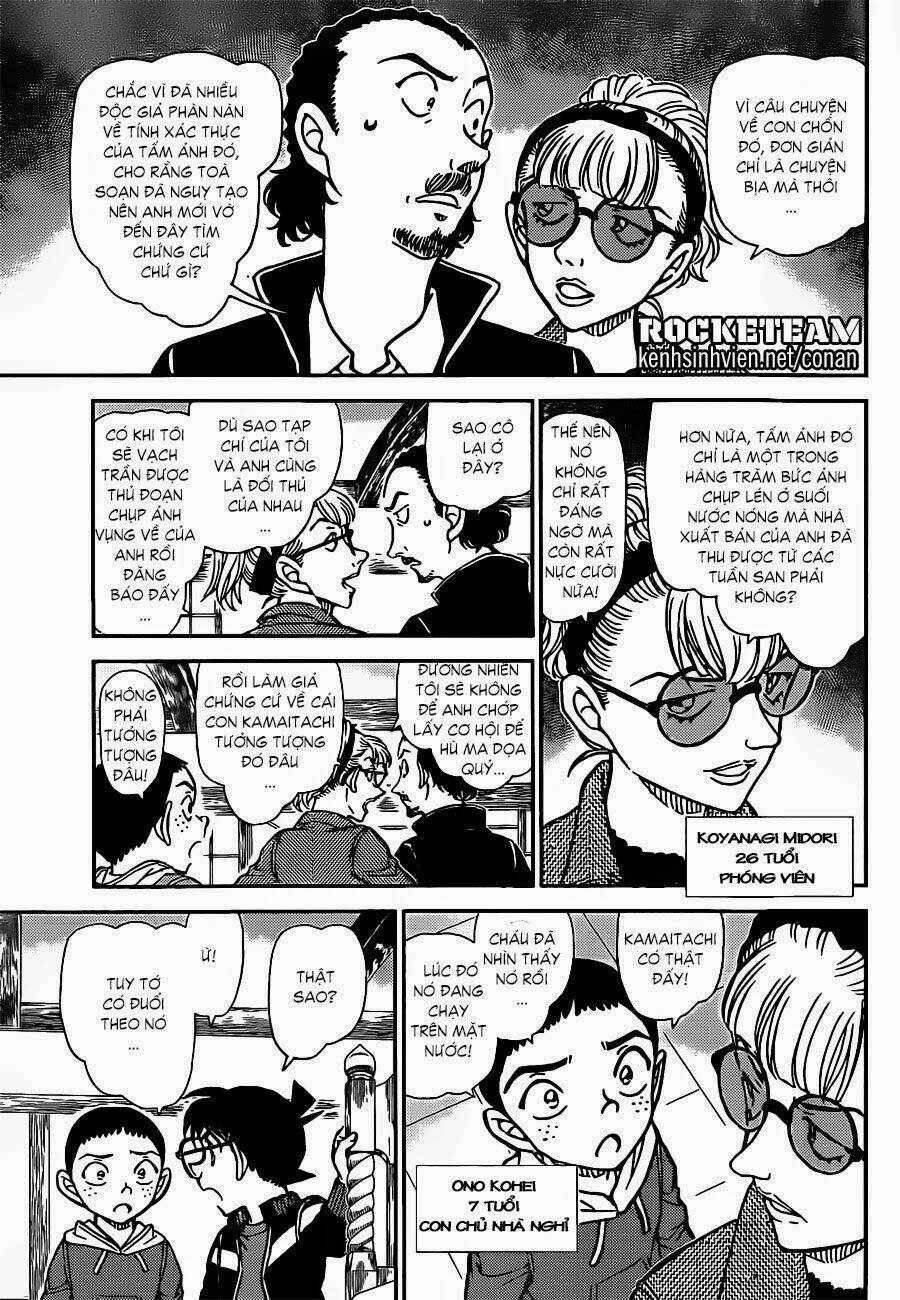 VÌ CÂU CHUYỆN
VỀ CON CHỒN
ĐÓ, ĐƠN GIẢN
CHỈ LÀ CHUYỆN
BỊA MÀ THÔI
...
CHẮC VÌ ĐÃ NHIỀU
ĐỘC GIẢ PHÀN NÀN
VỀ TÍNH XÁC THỰC
CỦA TẤM ẢNH ĐÓ,
CHO RẰNG TOÀ
SOẠN ĐÃ NGỤY TẠO
NÊN ANH MỚI VỜ
ĐẾN ĐÂY TÌM
CHỨNG CỨ
CHỨ GÌ?
ROCKETEAM
kenhsinhvien.net/conan
HƠN NỮA, TẤM ẢNH ĐÓ
CHỈ LÀ MỘT TRONG
HÀNG TRĂM BỨC ẢNH
CHỤP LÉN Ở SUỐI
NƯỚC NÓNG MÀ NHÀ
XUẤT BẢN CỦA ANH ĐÃ
THU ĐƯỢC TỪ CÁC
TUẦN SAN PHẢI
KHÔNG?
THẾ NÊN
NÓ
KHÔNG
CHỈ RẤT
ĐÁNG
NGỜ MÀ
CÒN RẤT
NỰC CƯỜI
NỮA!
KOYANAGI MIDORI
26 TUỔI
PHÓNG VIÊN
SAO CÔ
LẠI Ở
ĐÂY?
DÙ SAO TẠP
CHÍ CỦA TÔI
VÀ ANH CŨNG
LÀ ĐỐI THỦ
CỦA NHAU
...
CÓ KHI TÔI
SẼ VẠCH
TRẦN ĐƯỢC
THỦ ĐOẠN
CHỤP ẢNH
VỤNG VỀ CỦA
ANH RỒI
ĐĂNG
BÁO ĐẤY
...
ĐƯƠNG NHIÊN
TÔI SẼ KHÔNG
ĐỂ ANH CHỚP
LẤY CƠ HỘI ĐỂ
HÙ MA DỌA
QUỶ...
RỒI LÀM GIẢ
CHỨNG CỨ VỀ CÁI
CON KAMAITACHI
TƯỚNG TƯỢNG
ĐÓ ĐÂU
...
KHÔNG
PHẢI
TƯỚNG
TƯỢNG
ĐÂU!
KAMAITACHI
CÓ THẬT
ĐẤY!
CHÁU ĐÃ
NHÌN THẤY
NÓ RỒI
...
LÚC ĐÓ
NÓ ĐANG
CHẠY
TRÊN MẶT
NƯỚC!
ONO KOHEI
7 TUỔI
CON CHỦ NHÀ NGHỈ
THẬT
SAO?
Ừ!
TUY TỚ
CÓ ĐUỔI
THEO NÓ
...